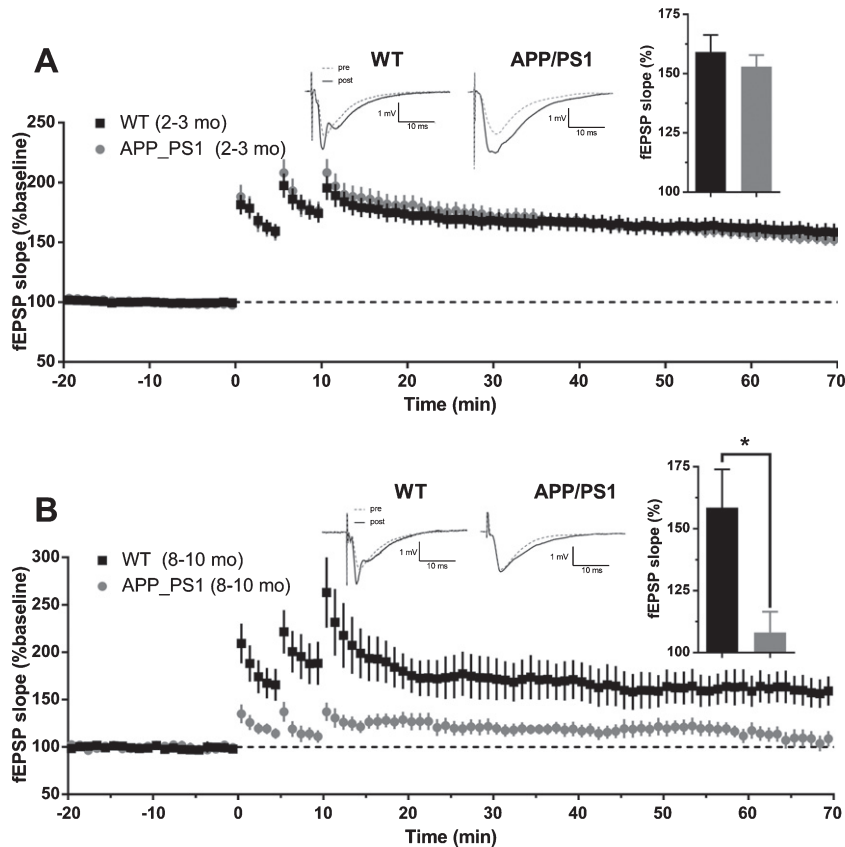 A
WT
APP/PS1
pre
post
1 mV
10 ms
1 mV
10 ms
WT (2-3 mo)
APP_PS1 (2-3 mo)
fEPSP slope (%baseline)
250
200
150
100
50
-20
-10
0
10
20
30
40
50
60
70
Time (min)
fEPSP slope (%)
175
150
125
100
B
WT
APP/PS1
pre
post
1 mV
10 ms
1 mV
10 ms
WT (8-10 mo)
APP_PS1 (8-10 mo)
fEPSP slope (%baseline)
300
250
200
150
100
50
-20
-10
0
10
20
30
40
50
60
70
Time (min)
fEPSP slope (%)
175
150
125
100
*